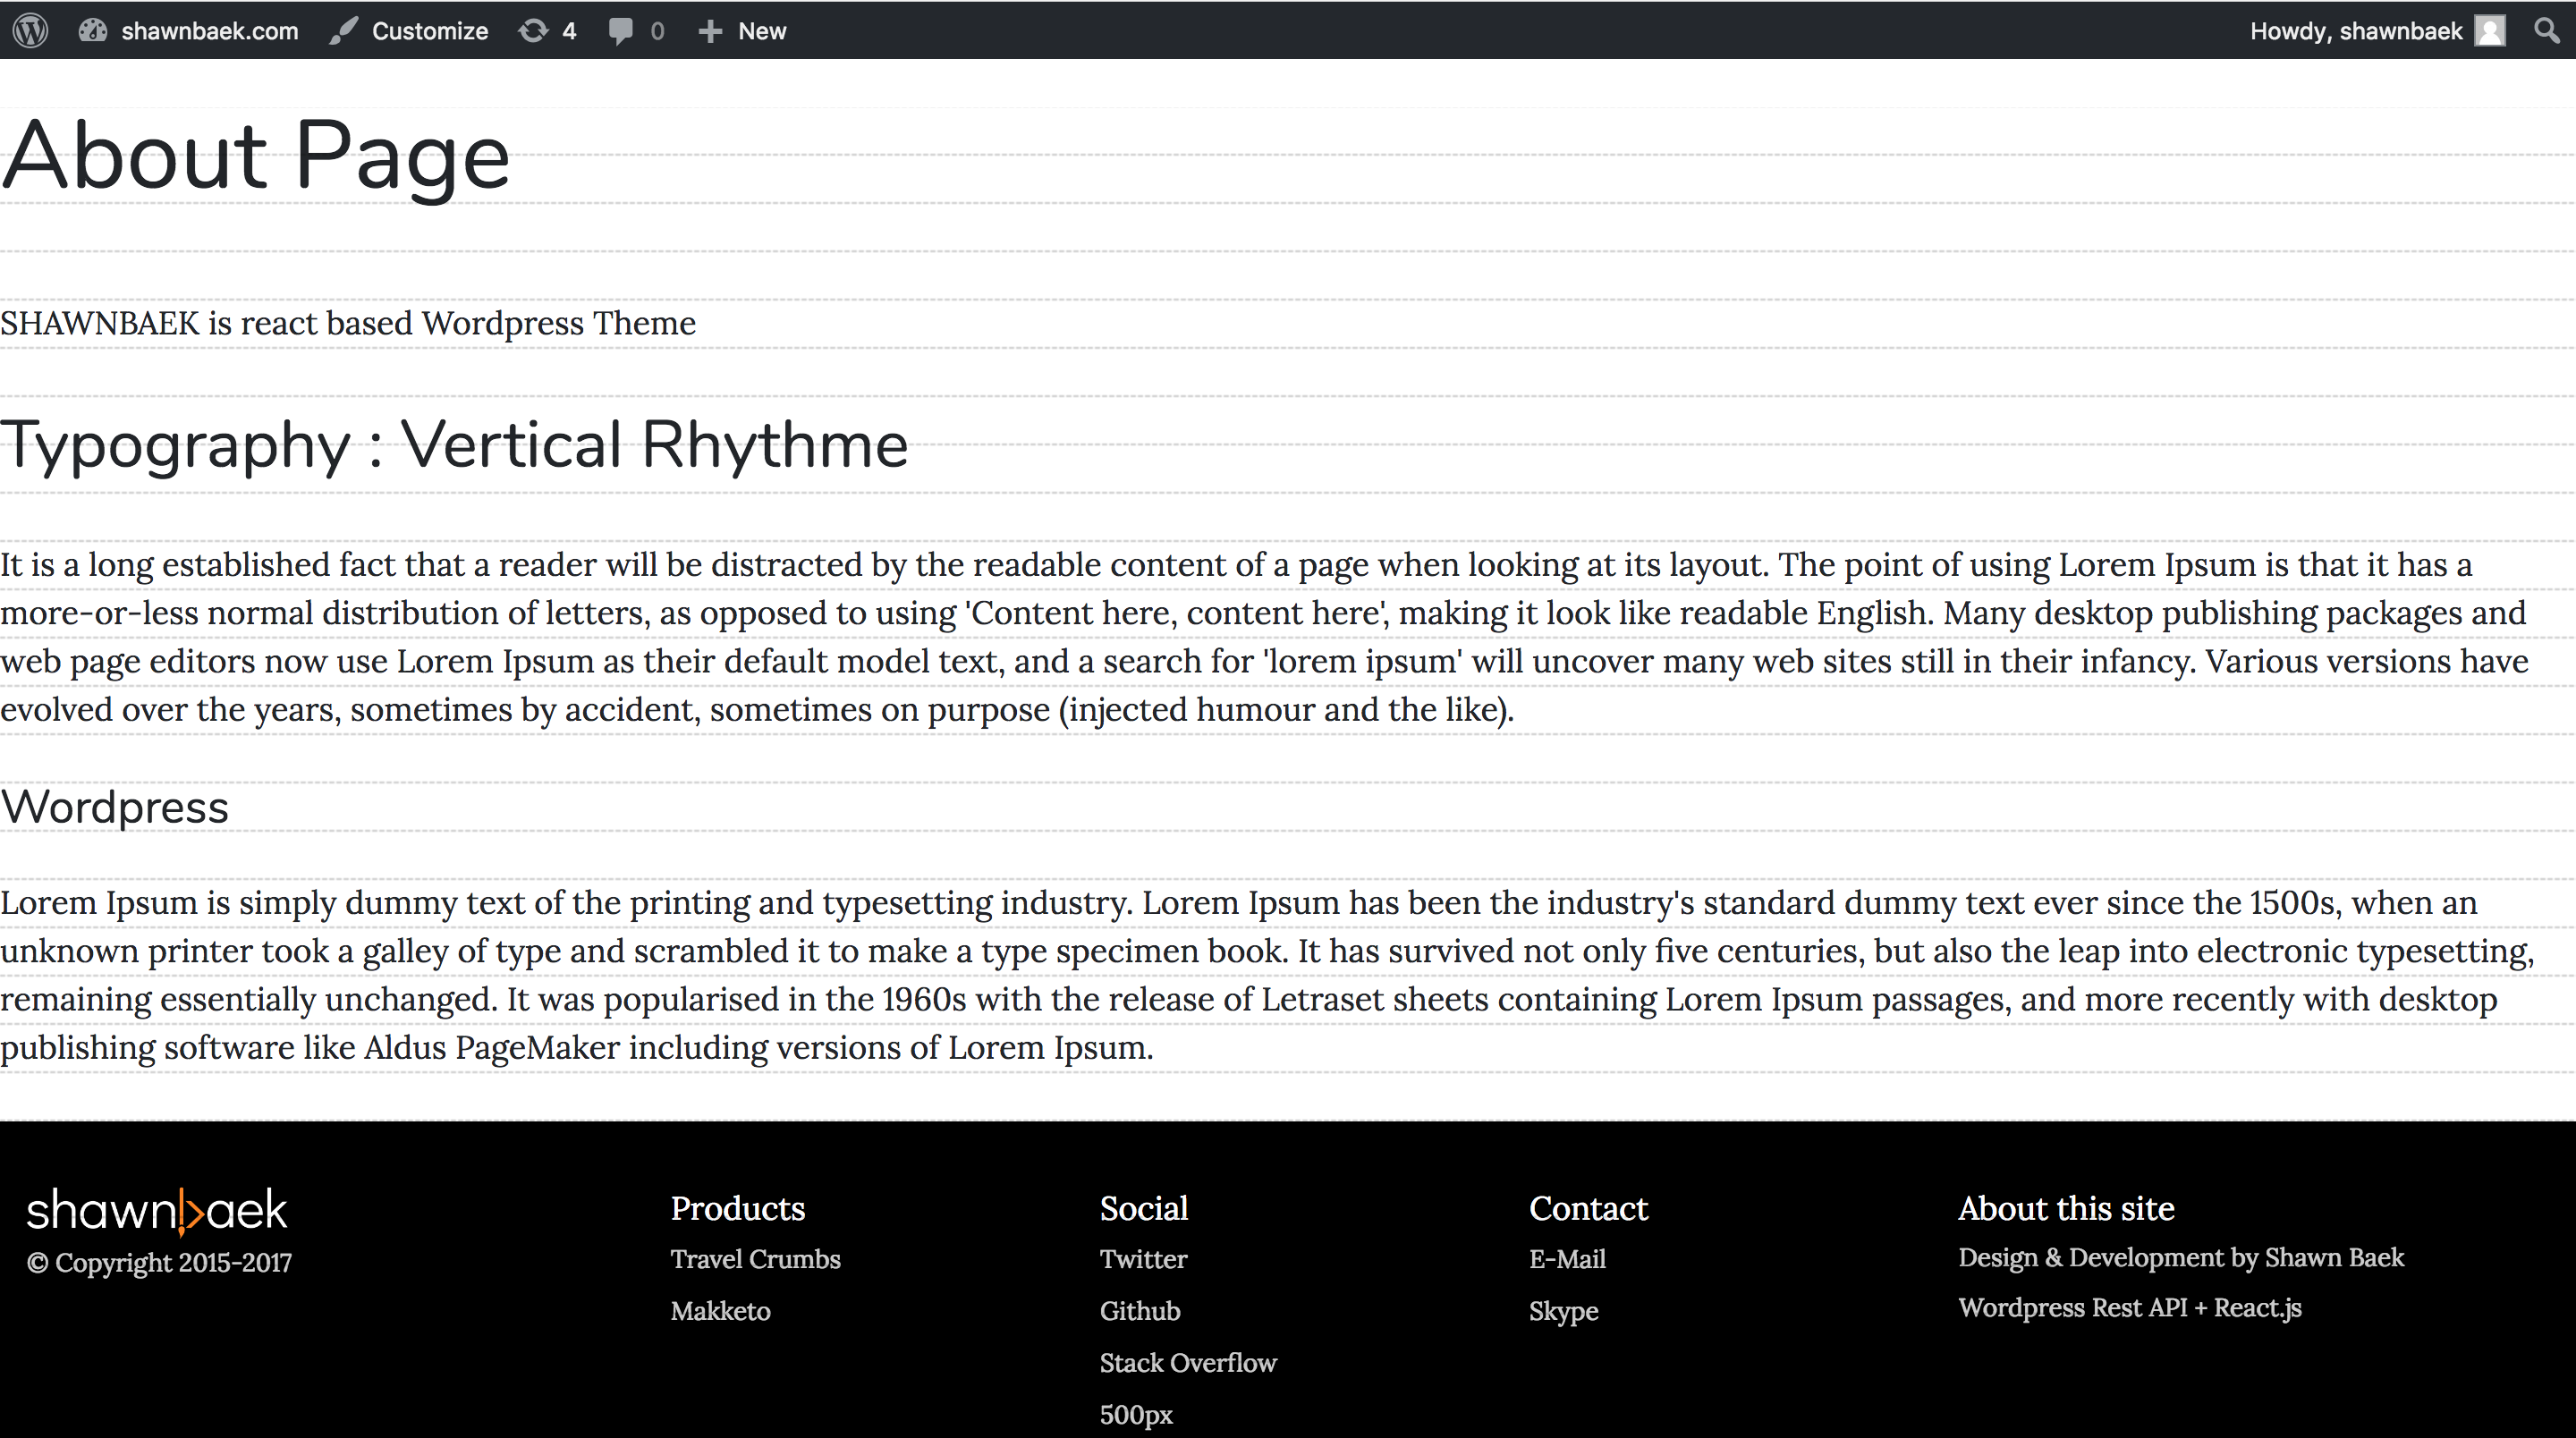 shawnbaek.com Customize 4 0 New Howdy, shawnbaek
About Page
SHAWNBAEK is react based Wordpress Theme
Typography : Vertical Rhythme
It is a long established fact that a reader will be distracted by the readable content of a page when looking at its layout. The point of using Lorem Ipsum is that it has a
more-or-less normal distribution of letters, as opposed to using 'Content here, content here', making it look like readable English. Many desktop publishing packages and
web page editors now use Lorem Ipsum as their default model text, and a search for 'lorem ipsum' will uncover many web sites still in their infancy. Various versions have
evolved over the years, sometimes by accident, sometimes on purpose (injected humour and the like).
Wordpress
Lorem Ipsum is simply dummy text of the printing and typesetting industry. Lorem Ipsum has been the industry's standard dummy text ever since the 1500s, when an
unknown printer took a galley of type and scrambled it to make a type specimen book. It has survived not only five centuries, but also the leap into electronic typesetting,
remaining essentially unchanged. It was popularised in the 1960s with the release of Letraset sheets containing Lorem Ipsum passages, and more recently with desktop
publishing software like Aldus PageMaker including versions of Lorem Ipsum.
shawnbaek
© Copyright 2015-2017
Products
Travel Crumbs
Makketo
Social
Twitter
Github
Stack Overflow
500px
Contact
E-Mail
Skype
About this site
Design & Development by Shawn Baek
Wordpress Rest API + React.js